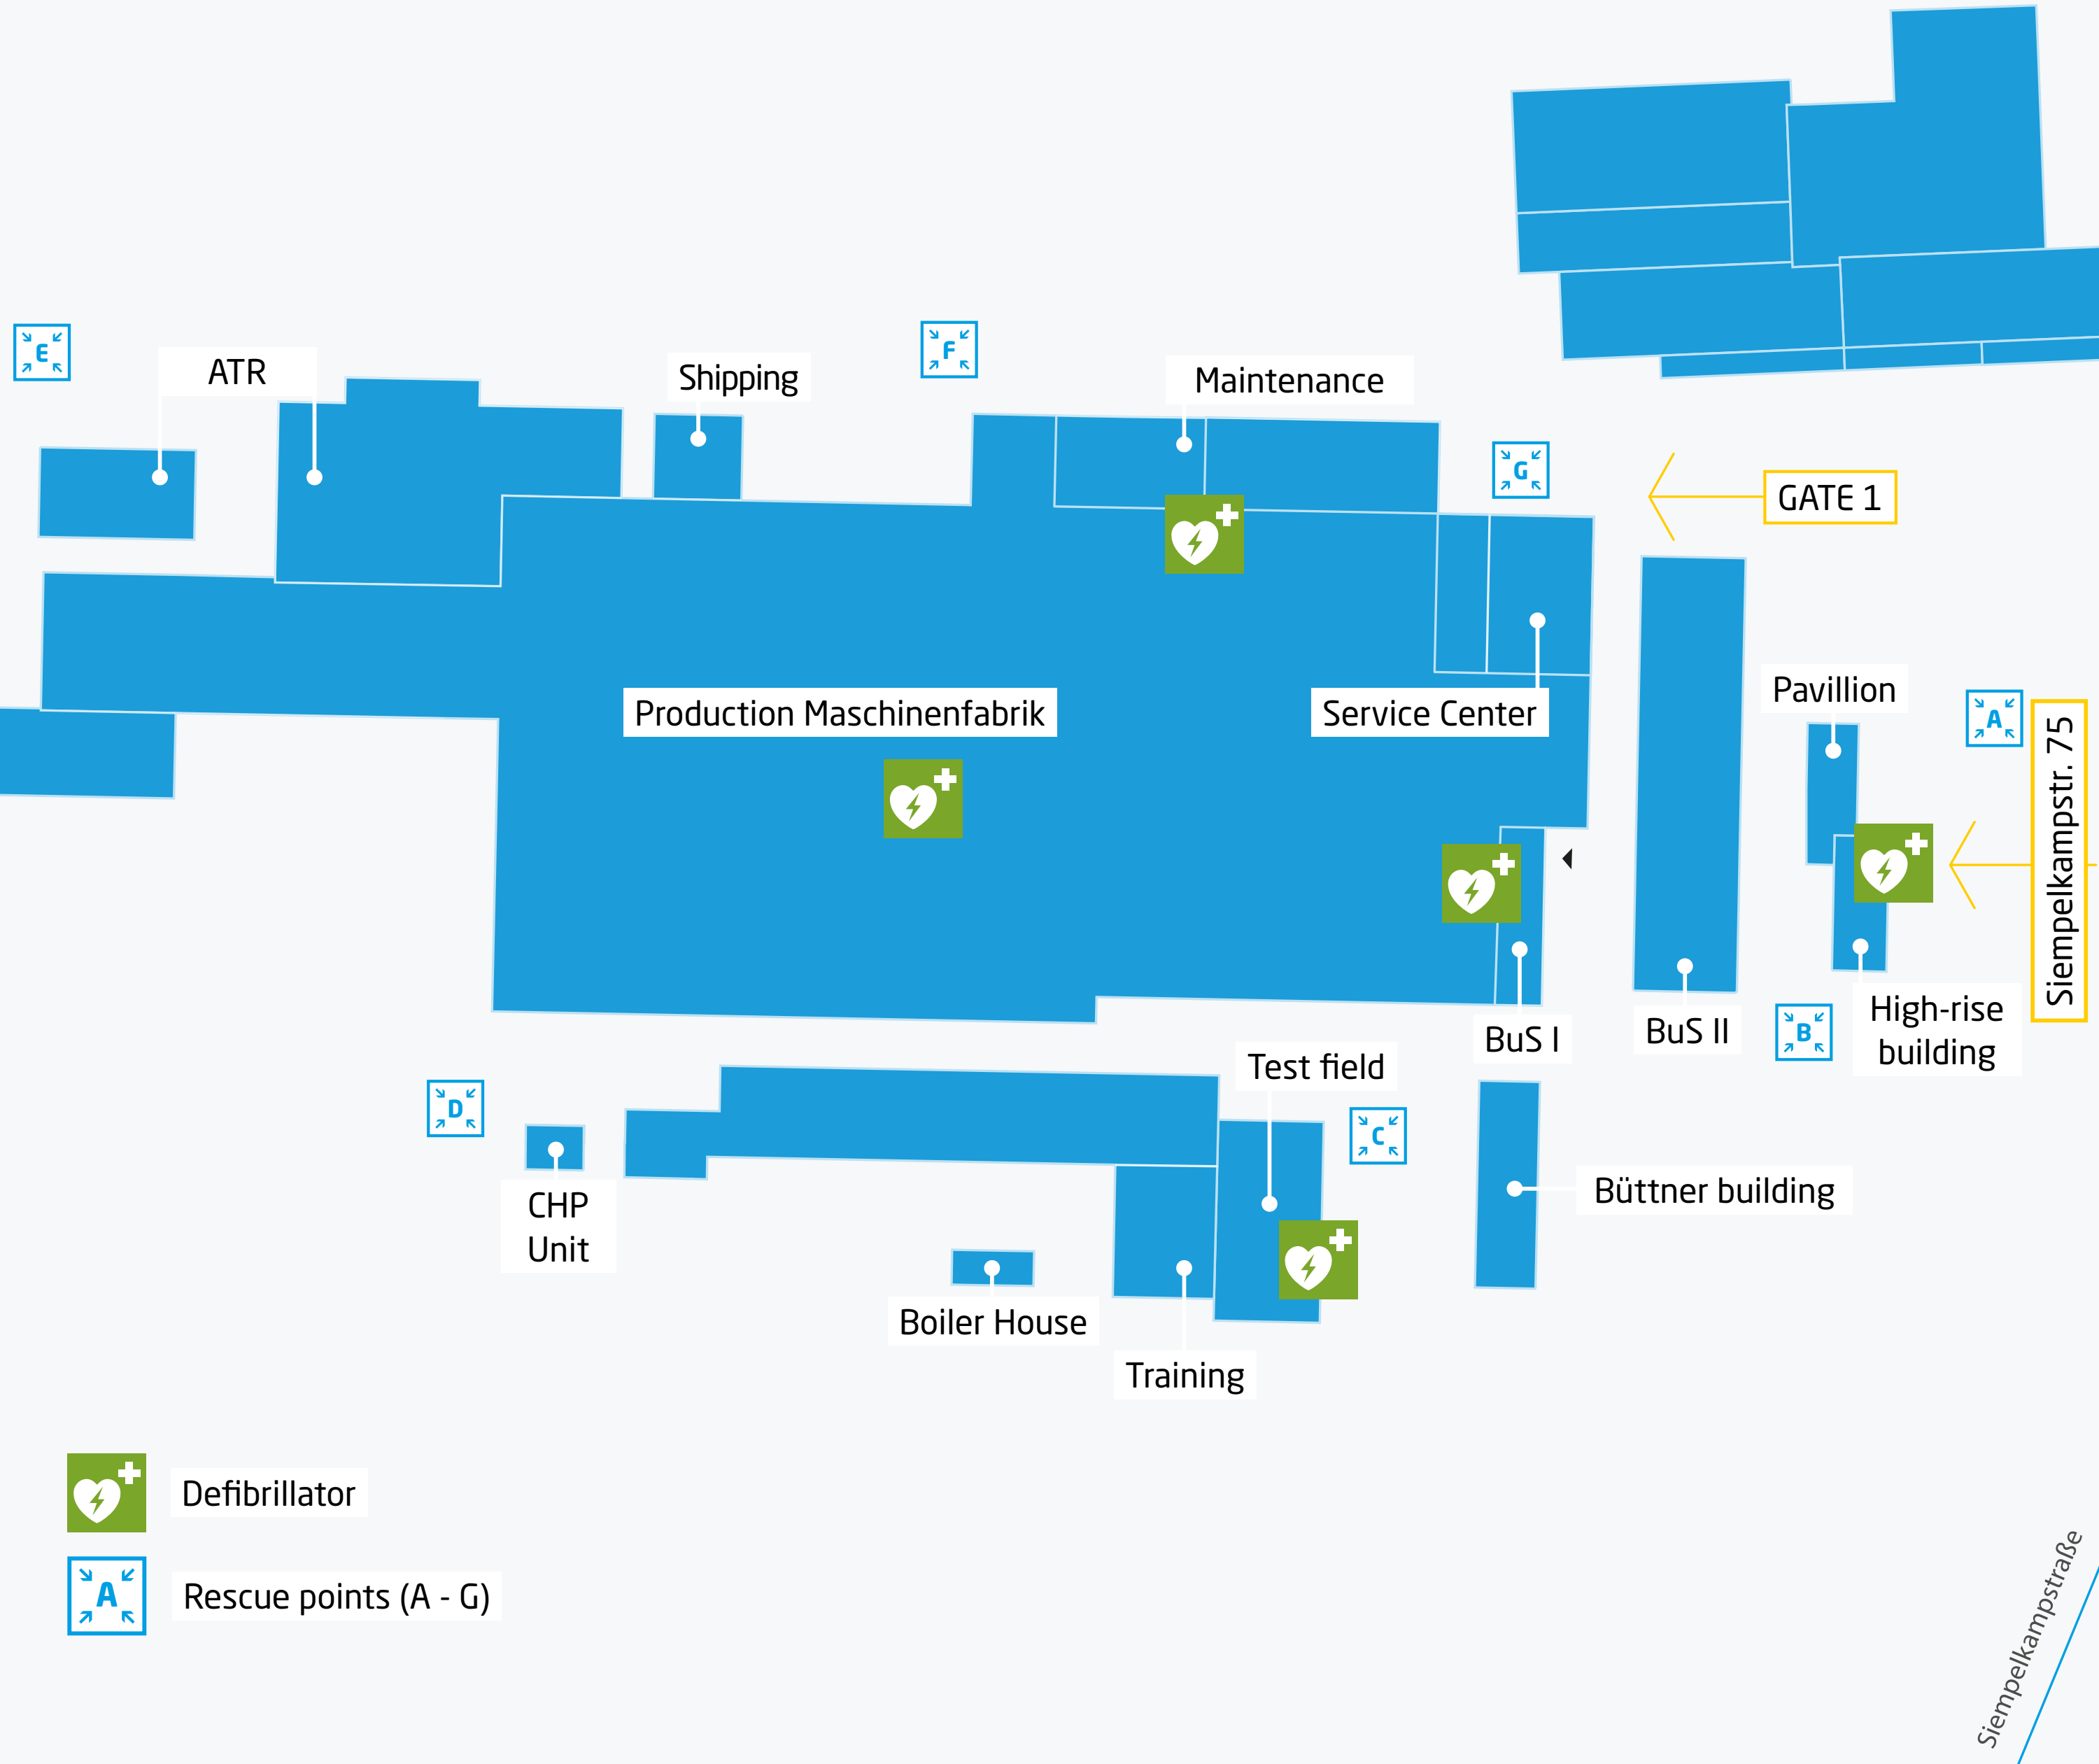 E
ATR
Shipping
F
Maintenance
G
GATE 1
Production Maschinenfabrik
Service Center
Pavillion
A
Siempelkampstr. 75
High-rise
building
B
BuS II
BuS I
Test field
C
D
CHP
Unit
Büttner building
Boiler House
Training
Defibrillator
A
Rescue points (A - G)
Siempelkampstraße